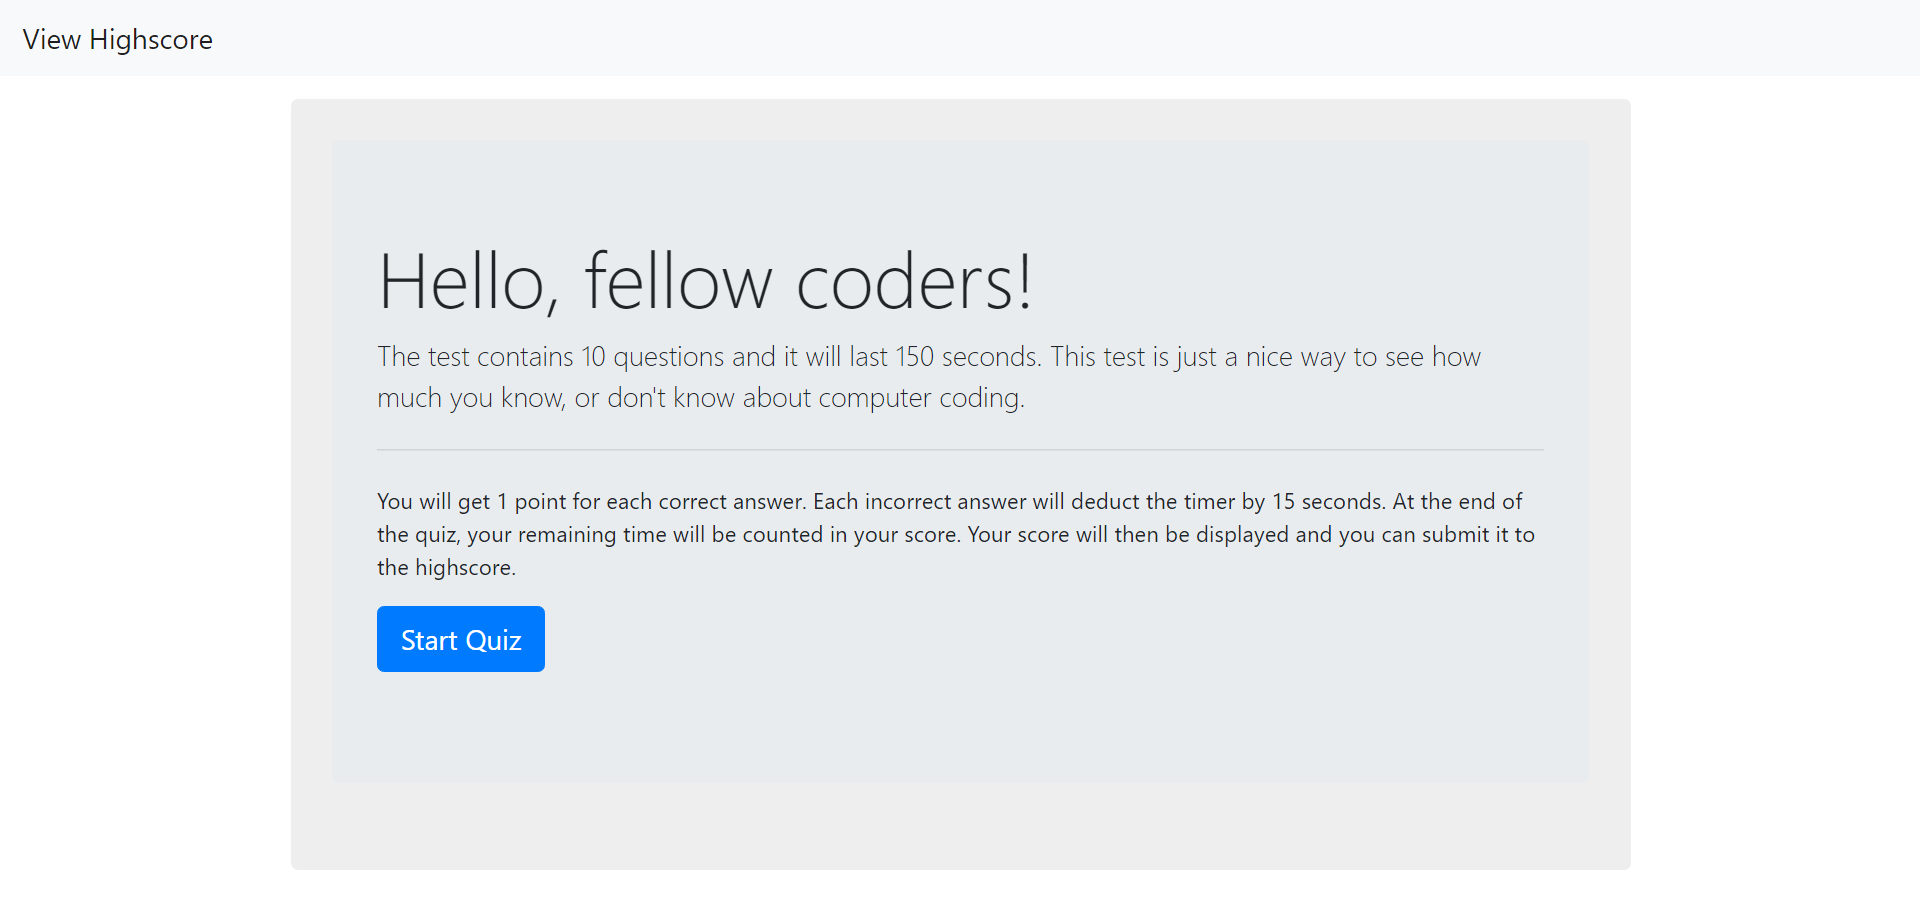 View Highscore
Hello, fellow coders!
The test contains 10 questions and it will last 150 seconds. This test is just a nice way to see how
much you know, or don't know about computer coding.
You will get 1 point for each correct answer. Each incorrect answer will deduct the timer by 15 seconds. At the end of
the quiz, your remaining time will be counted in your score. Your score will then be displayed and you can submit it to
the highscore.
Start Quiz